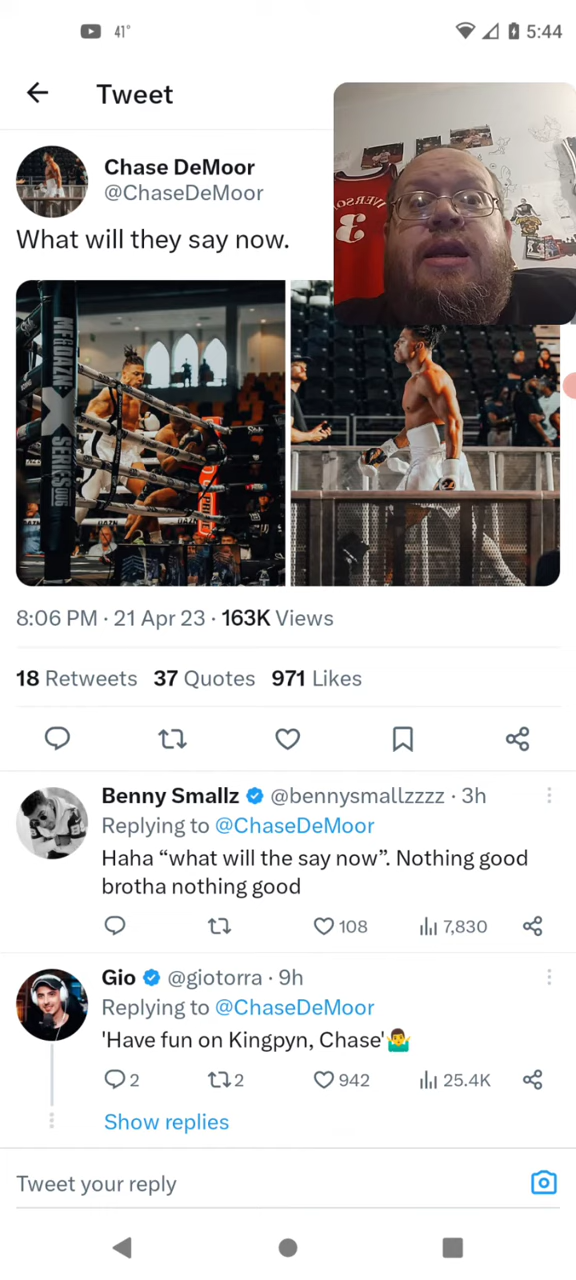 41°
5:44
Tweet
Chase DeMoor
@ChaseDeMoor
What will they say now.
IVERSO
3
X SERIES
8:06 PM · 21 Apr 23 · 163K Views
18 Retweets 37 Quotes 971 Likes
Benny Smallz @bennysmallzzzz · 3h
Replying to @ChaseDeMoor
Haha “what will the say now”. Nothing good
brotha nothing good
108 7,830
Gio @giotorra · 9h
Replying to @ChaseDeMoor
'Have fun on Kingpyn, Chase'🤷‍♂️
2 2 942 25.4K
Show replies
Tweet your reply